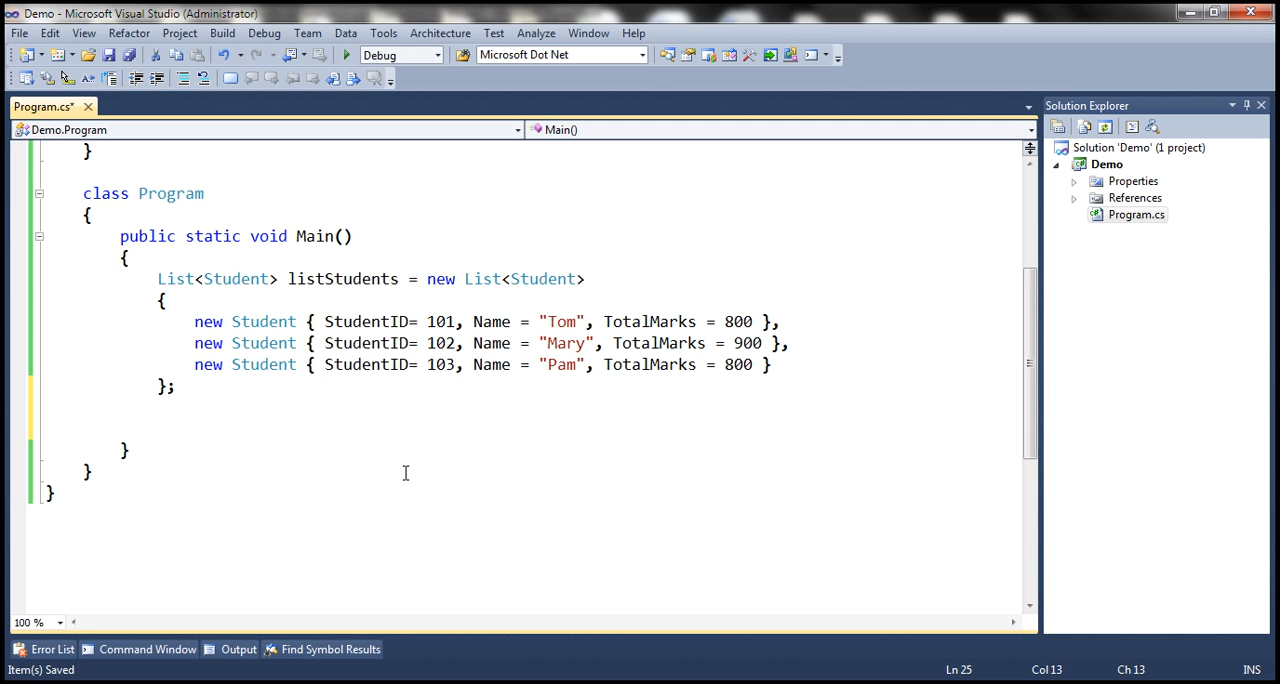 Demo - Microsoft Visual Studio (Administrator)
File Edit View Refactor Project Build Debug Team Data Tools Architecture Test Analyze Window Help
Debug Microsoft Dot Net
Program.cs* Solution Explorer
Demo.Program Main()
}
class Program
{
public static void Main()
{
List<Student> listStudents = new List<Student>
{
new Student { StudentID= 101, Name = "Tom", TotalMarks = 800 },
new Student { StudentID= 102, Name = "Mary", TotalMarks = 900 },
new Student { StudentID= 103, Name = "Pam", TotalMarks = 800 }
};
}
}
}
Solution 'Demo' (1 project)
Demo
Properties
References
Program.cs
100 %
Error List Command Window Output Find Symbol Results
Item(s) Saved Ln 25 Col 13 Ch 13 INS